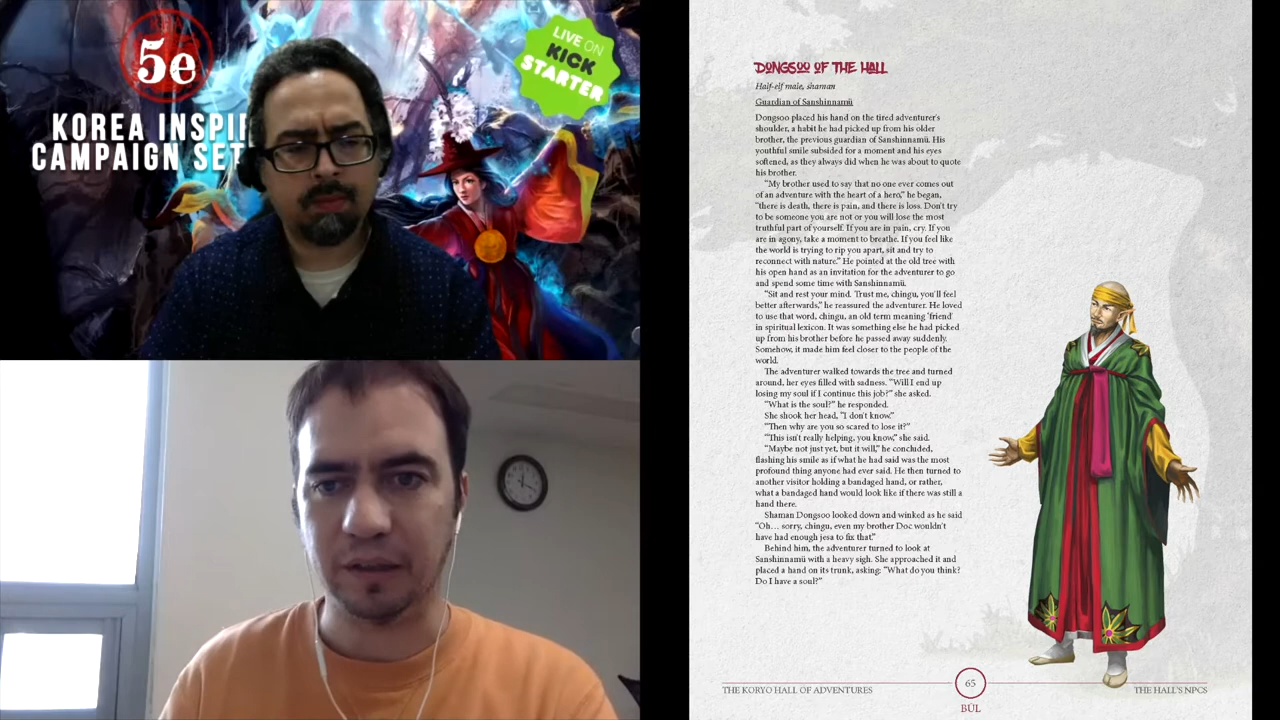 5e
KOREA INSPI
CAMPAIGN SET
LIVE ON
KICK
STARTER
DONGSOO OF THE HALL
Half-elf male, shaman
Guardian of Sanshinnamü
Dongsoo placed his hand on the tired adventurer's
shoulder, a habit he had picked up from his older
brother, the previous guardian of Sanshinnamü. His
youthful smile subsided for a moment and his eyes
softened, as they always did when he was about to quote
his brother.
"My brother used to say that no one ever comes out
of an adventure with the heart of a hero," he began,
"there is death, there is pain, and there is loss. Don't try
to be someone you are not or you will lose the most
truthful part of yourself. If you are in pain, cry. If you
are in agony, take a moment to breathe. If you feel like
the world is trying to rip you apart, sit and try to
reconnect with nature." He pointed at the old tree with
his open hand as an invitation for the adventurer to go
and spend some time with Sanshinnamü.
"Sit and rest your mind. Trust me, chingu, you'll feel
better afterwards," he reassured the adventurer. He loved
to use that word, chingu, an old term meaning 'friend'
in spiritual lexicon. It was something else he had picked
up from his brother before he passed away suddenly.
Somehow, it made him feel closer to the people of the
world.
The adventurer walked towards the tree and turned
around, her eyes filled with sadness. "Will I end up
losing my soul if I continue this job?" she asked.
"What is the soul?" he responded.
She shook her head, "I don't know."
"Then why are you so scared to lose it?"
"This isn't really helping, you know," she said.
"Maybe not just yet, but it will," he concluded,
flashing his smile as if what he had said was the most
profound thing anyone had ever said. He then turned to
another visitor holding a bandaged hand, or rather,
what a bandaged hand would look like if there was still a
hand there.
Shaman Dongsoo looked down and winked as he said
"Oh… sorry, chingu, even my brother Doc wouldn't
have had enough jesa to fix that."
Behind him, the adventurer turned to look at
Sanshinnamü with a heavy sigh. She approached it and
placed a hand on its trunk, asking: "What do you think?
Do I have a soul?"
THE KORYO HALL OF ADVENTURES
65
THE HALL'S NPCS
BÜL